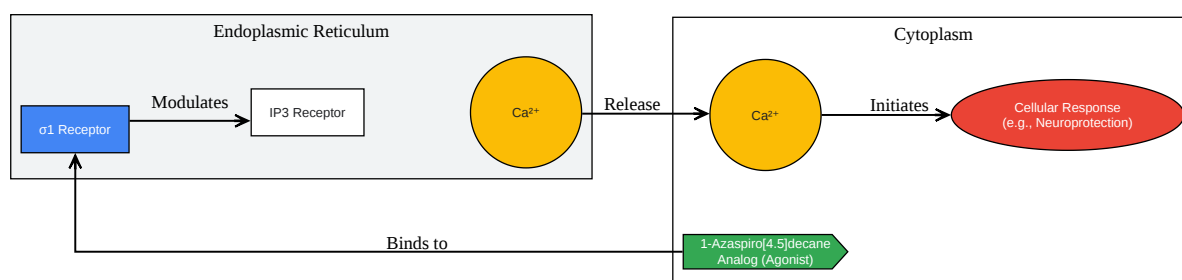 Endoplasmic Reticulum
Cytoplasm
σ1 Receptor
Modulates
IP3 Receptor
Ca²⁺
Release
Ca²⁺
Initiates
Cellular Response
(e.g., Neuroprotection)
Binds to
1-Azaspiro[4.5]decane
Analog (Agonist)